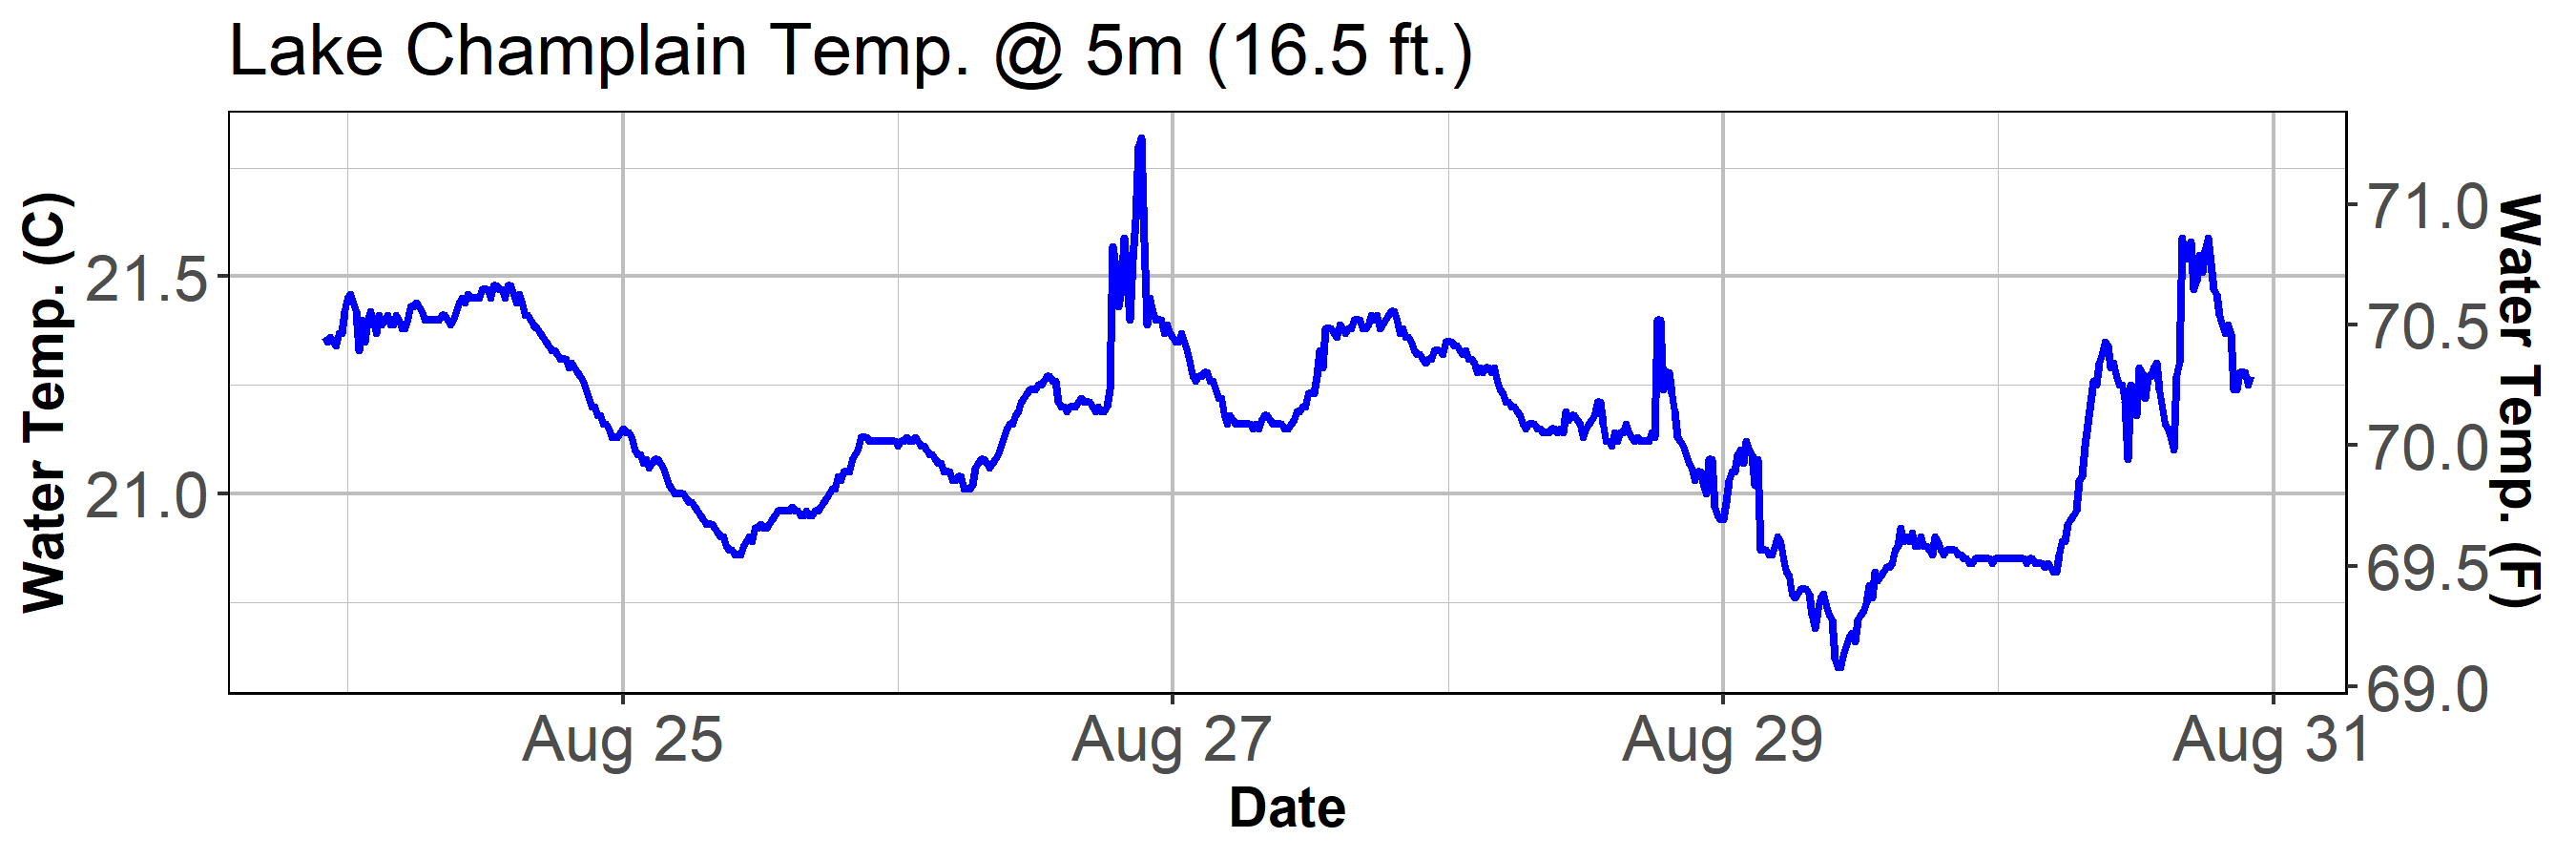 Lake Champlain Temp. @ 5m (16.5 ft.)
Water Temp. (C)
21.5
21.0
71.0
70.5
70.0
69.5
69.0
Water Temp. (F)
Aug 25
Aug 27
Aug 29
Aug 31
Date